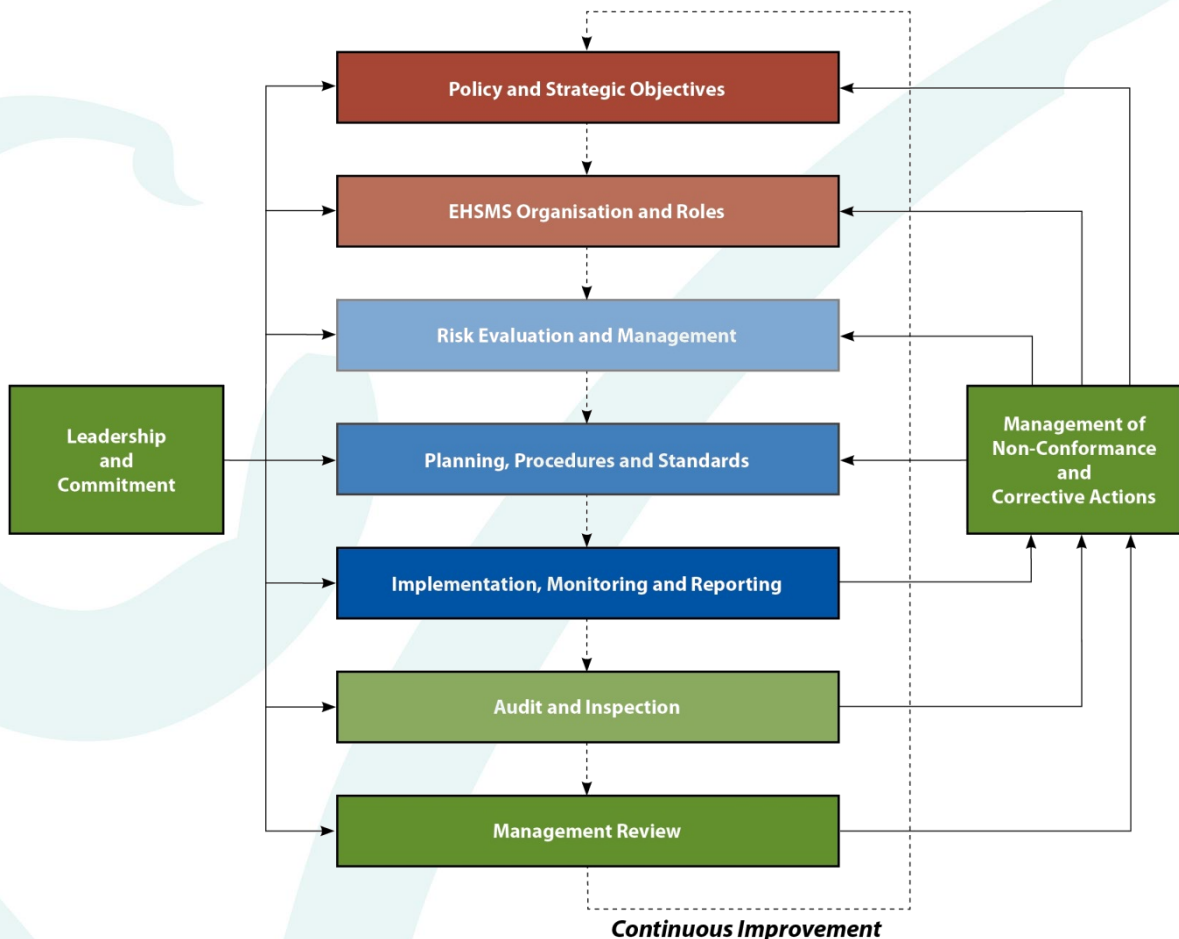 Policy and Strategic Objectives
EHSMS Organisation and Roles
Risk Evaluation and Management
Leadership
and
Commitment
Planning, Procedures and Standards
Management of
Non-Conformance
and
Corrective Actions
Implementation, Monitoring and Reporting
Audit and Inspection
Management Review
Continuous Improvement